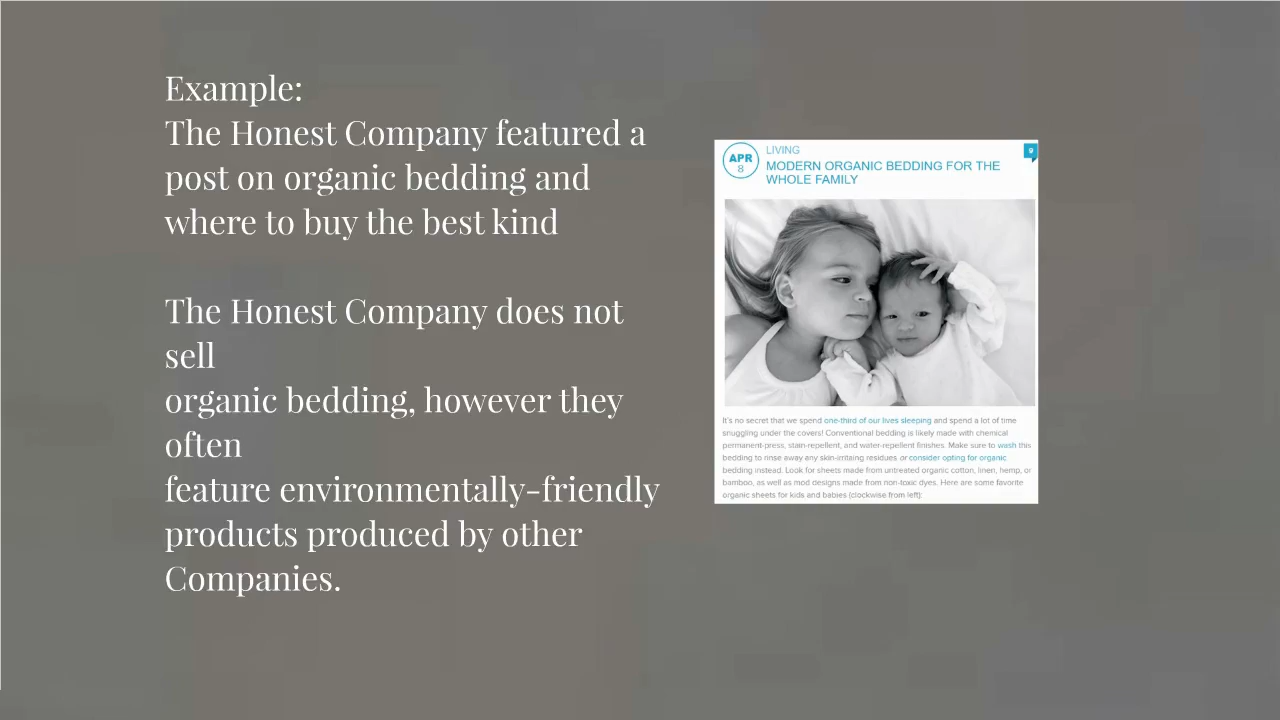 Example:
The Honest Company featured a
post on organic bedding and
where to buy the best kind
The Honest Company does not
sell
organic bedding, however they
often
feature environmentally-friendly
products produced by other
Companies.
APR
8
LIVING
MODERN ORGANIC BEDDING FOR THE
WHOLE FAMILY
9
It's no secret that we spend one-third of our lives sleeping and spend a lot of time
snuggling under the covers! Conventional bedding is likely made with chemical
permanent-press, stain-repellent, and water-repellent finishes. Make sure to wash this
bedding to rinse away any skin-irritaing residues or consider opting for organic
bedding instead. Look for sheets made from untreated organic cotton, linen, hemp, or
bamboo, as well as mod designs made from non-toxic dyes. Here are some favorite
organic sheets for kids and babies (clockwise from left):